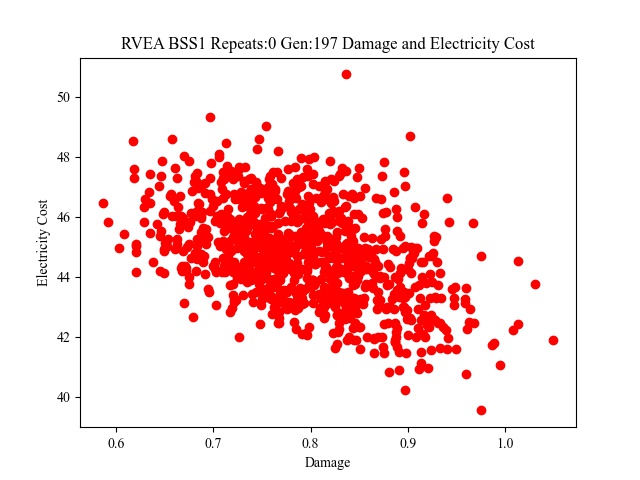 RVEA BSS1 Repeats:0 Gen:197 Damage and Electricity Cost
50
48
46
44
42
40
Electricity Cost
0.6 0.7 0.8 0.9 1.0
Damage